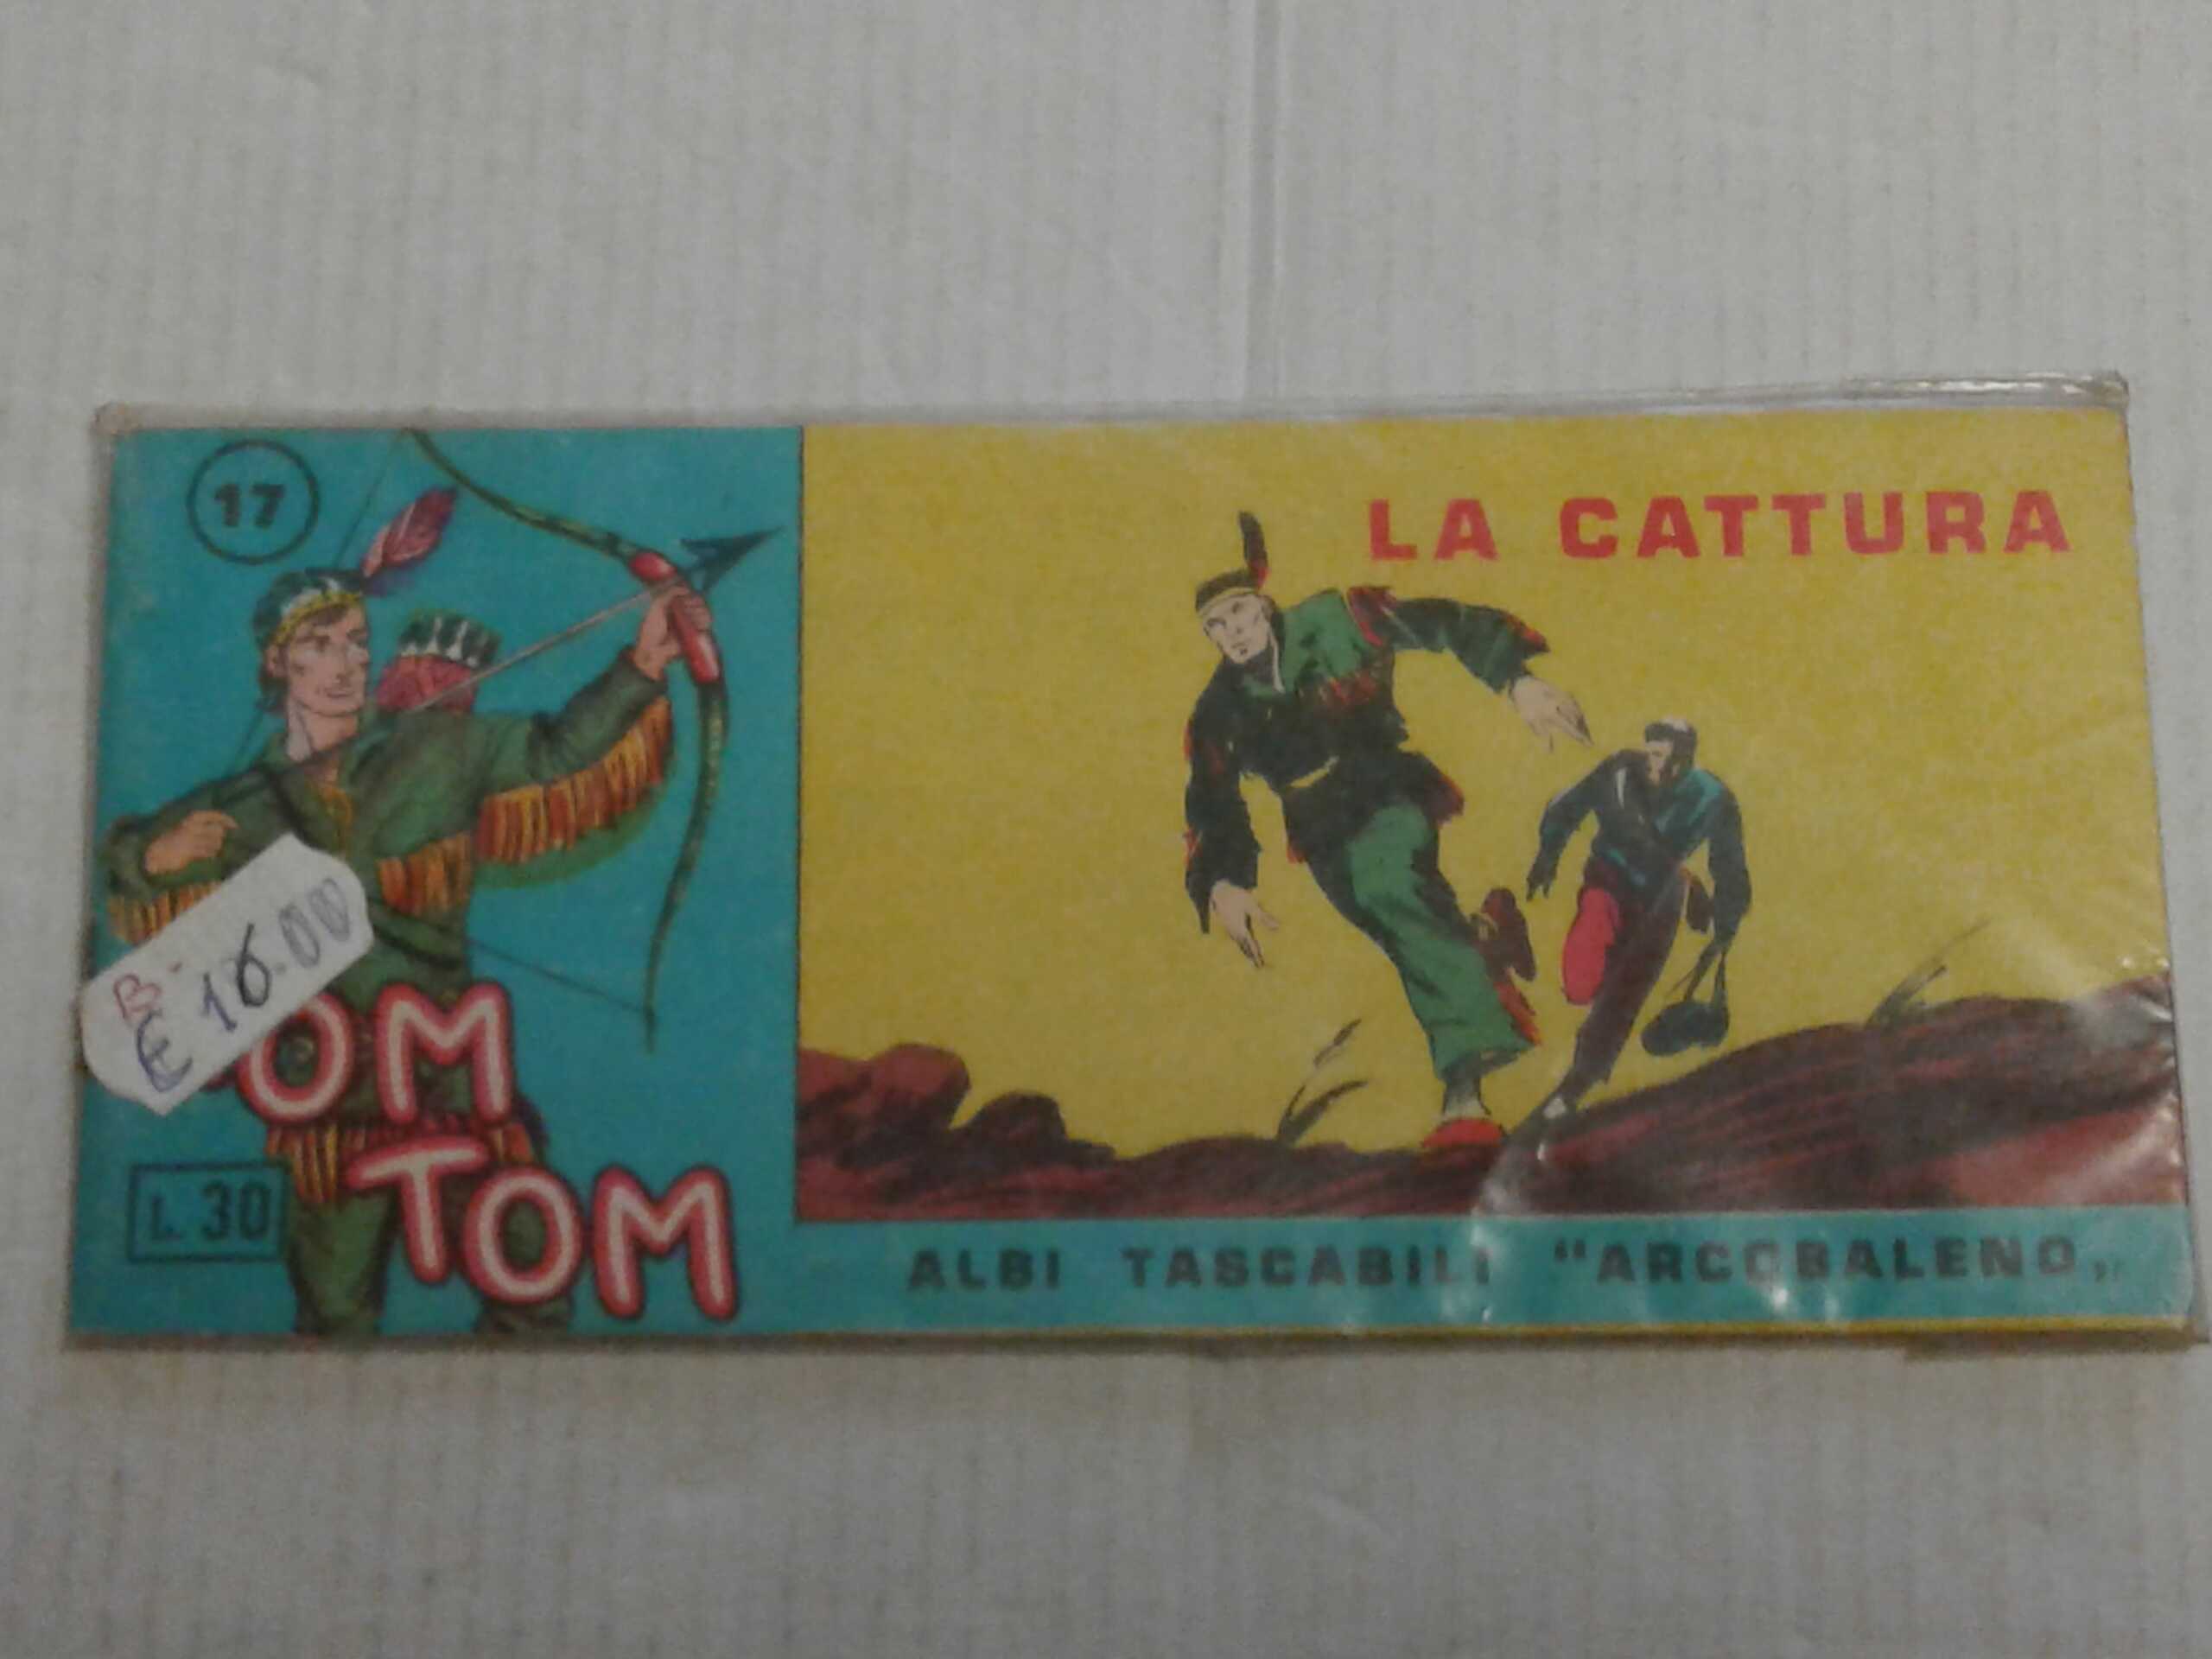 17
LA CATTURA
B-
€ 16.00
OM
TOM
L. 30
ALBI TASCABILI "ARCOBALENO„